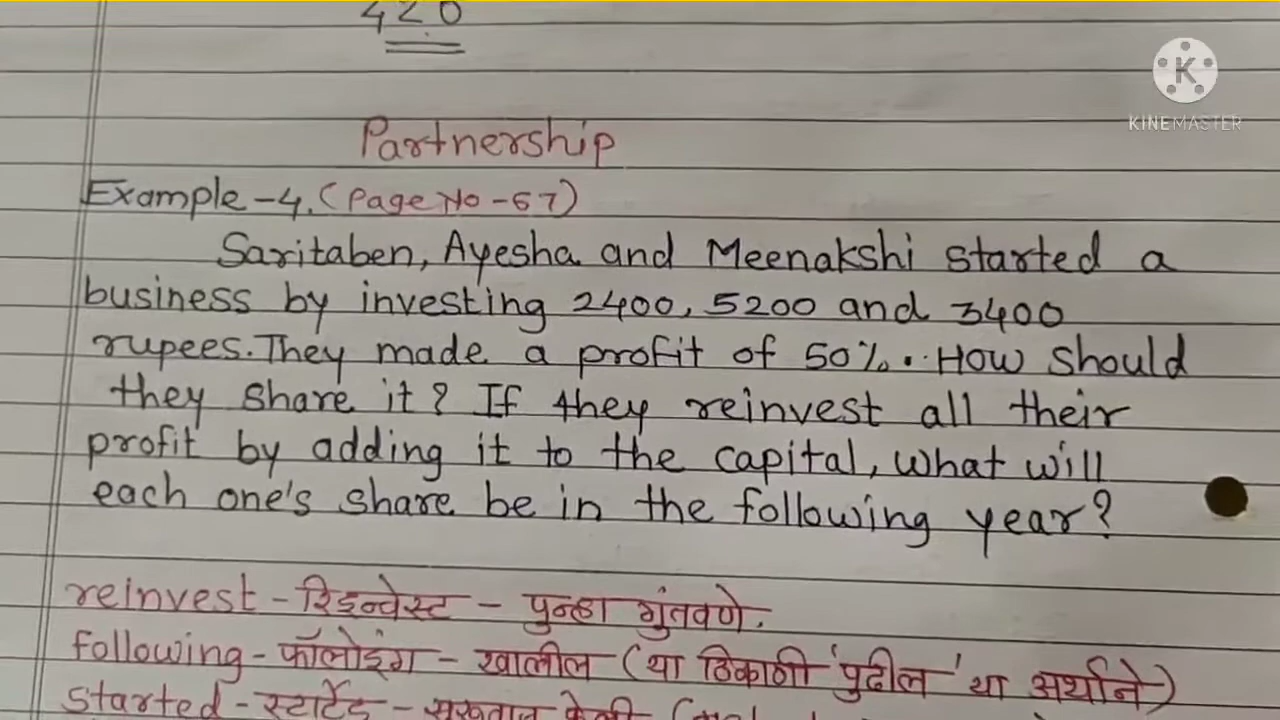 420
KINEMASTER
Partnership
Example-4. (Page No-67)
Saritaben, Ayesha and Meenakshi started a
business by investing 2400, 5200 and 3400
rupees. They made a profit of 50%. How should
they share it? If they reinvest all their
profit by adding it to the capital, what will
each one's share be in the following year?
reinvest - रिइन्वेस्ट - पुन्हा गुंतवणे.
following - फॉलोइंग - खालील (या ठिकाणी 'पुढील' या अर्थाने)
started - स्टार्टेड - सुरुवात केली